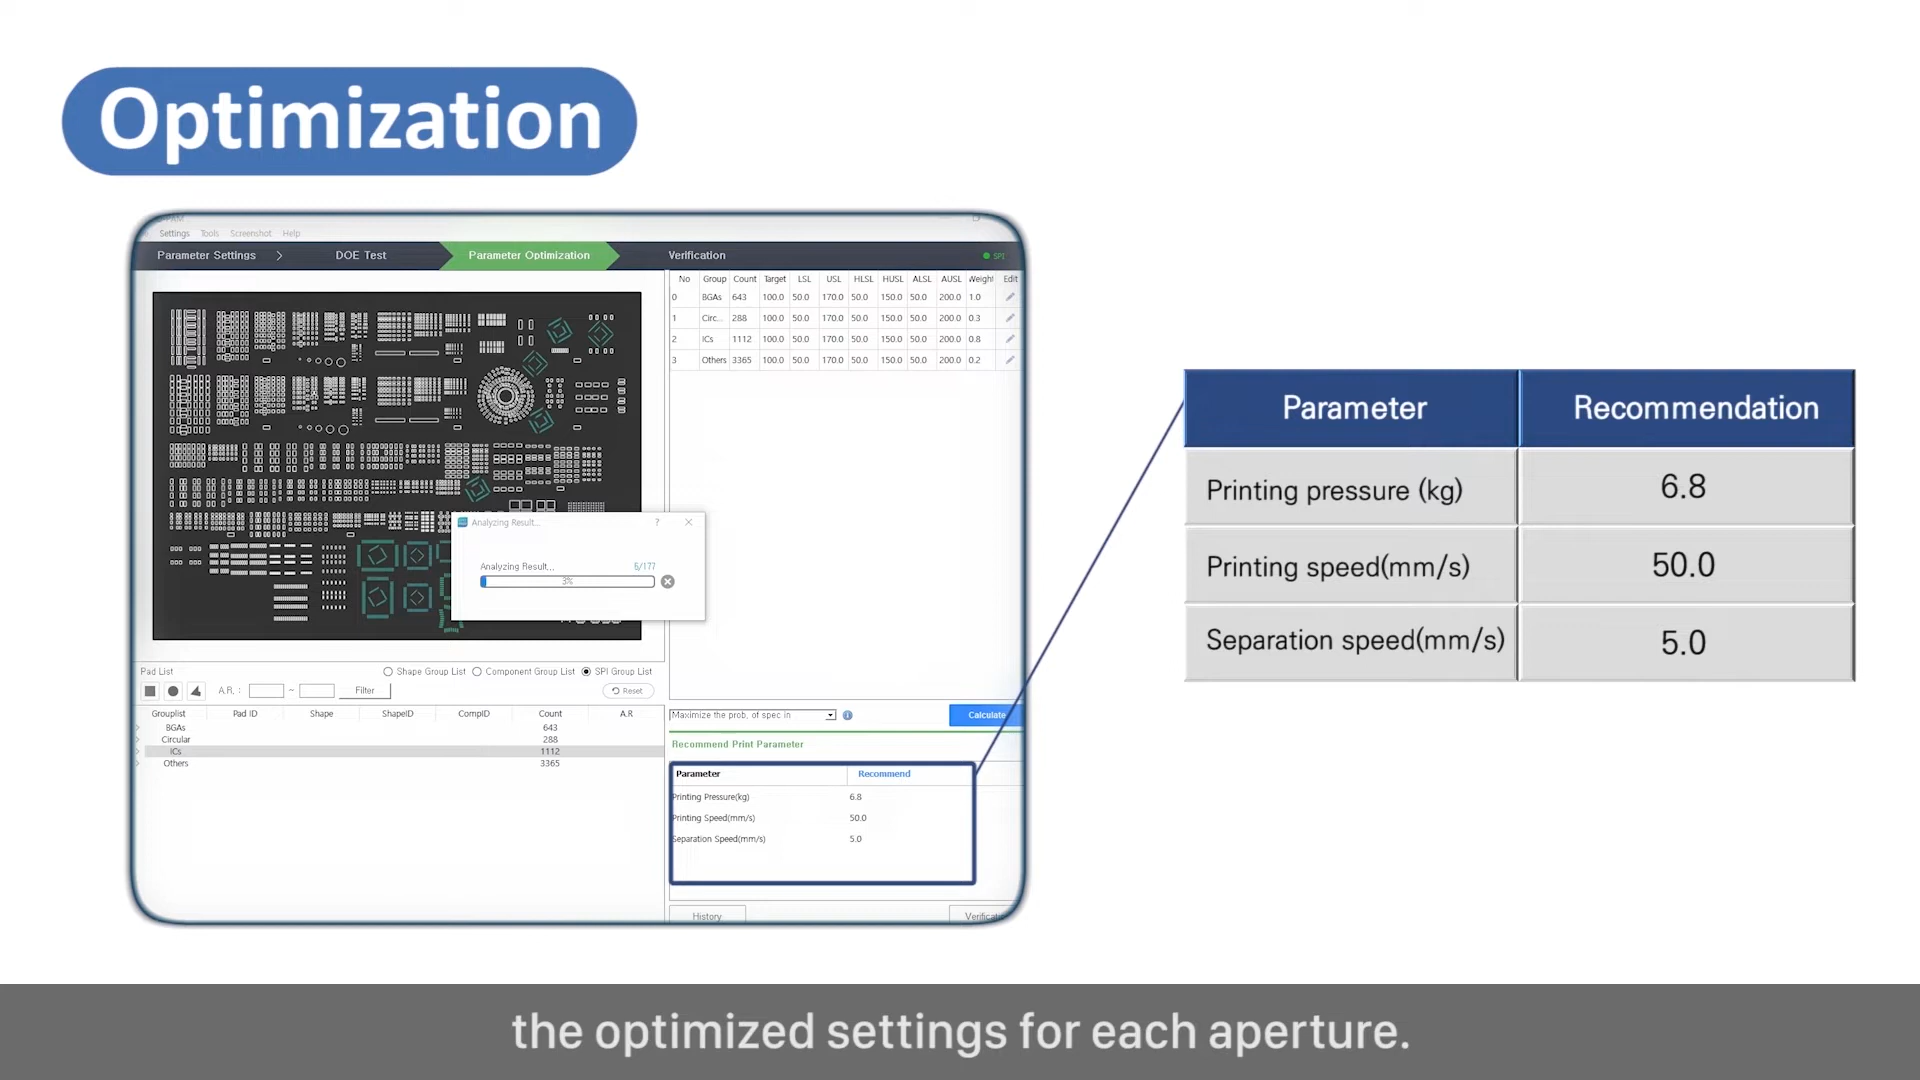 Optimization
Settings Tools Screenshot Help
Parameter Settings DOE Test Parameter Optimization Verification SPI
No Group Count Target LSL USL HLSL HUSL ALSL AUSL Weight Edit
0 BGAs 643 100.0 50.0 170.0 50.0 150.0 50.0 200.0 1.0
1 Circ... 288 100.0 50.0 170.0 50.0 150.0 50.0 200.0 0.3
2 ICs 1112 100.0 50.0 170.0 50.0 150.0 50.0 200.0 0.8
3 Others 3365 100.0 50.0 170.0 50.0 150.0 50.0 200.0 0.2
Analyzing Result... ?
Analyzing Result... 5/177
3%
Pad List Shape Group List Component Group List SPI Group List
A.R. : ~ Filter Reset
Grouplist Pad ID Shape ShapeID CompID Count A.R
BGAs 643
Circular 288
ICs 1112
Others 3365
Maximize the prob. of spec in Calculate
Recommend Print Parameter
Parameter Recommend
Printing Pressure(kg) 6.8
Printing Speed(mm/s) 50.0
Separation Speed(mm/s) 5.0
History
Parameter Recommendation
Printing pressure (kg) 6.8
Printing speed(mm/s) 50.0
Separation speed(mm/s) 5.0
the optimized settings for each aperture.